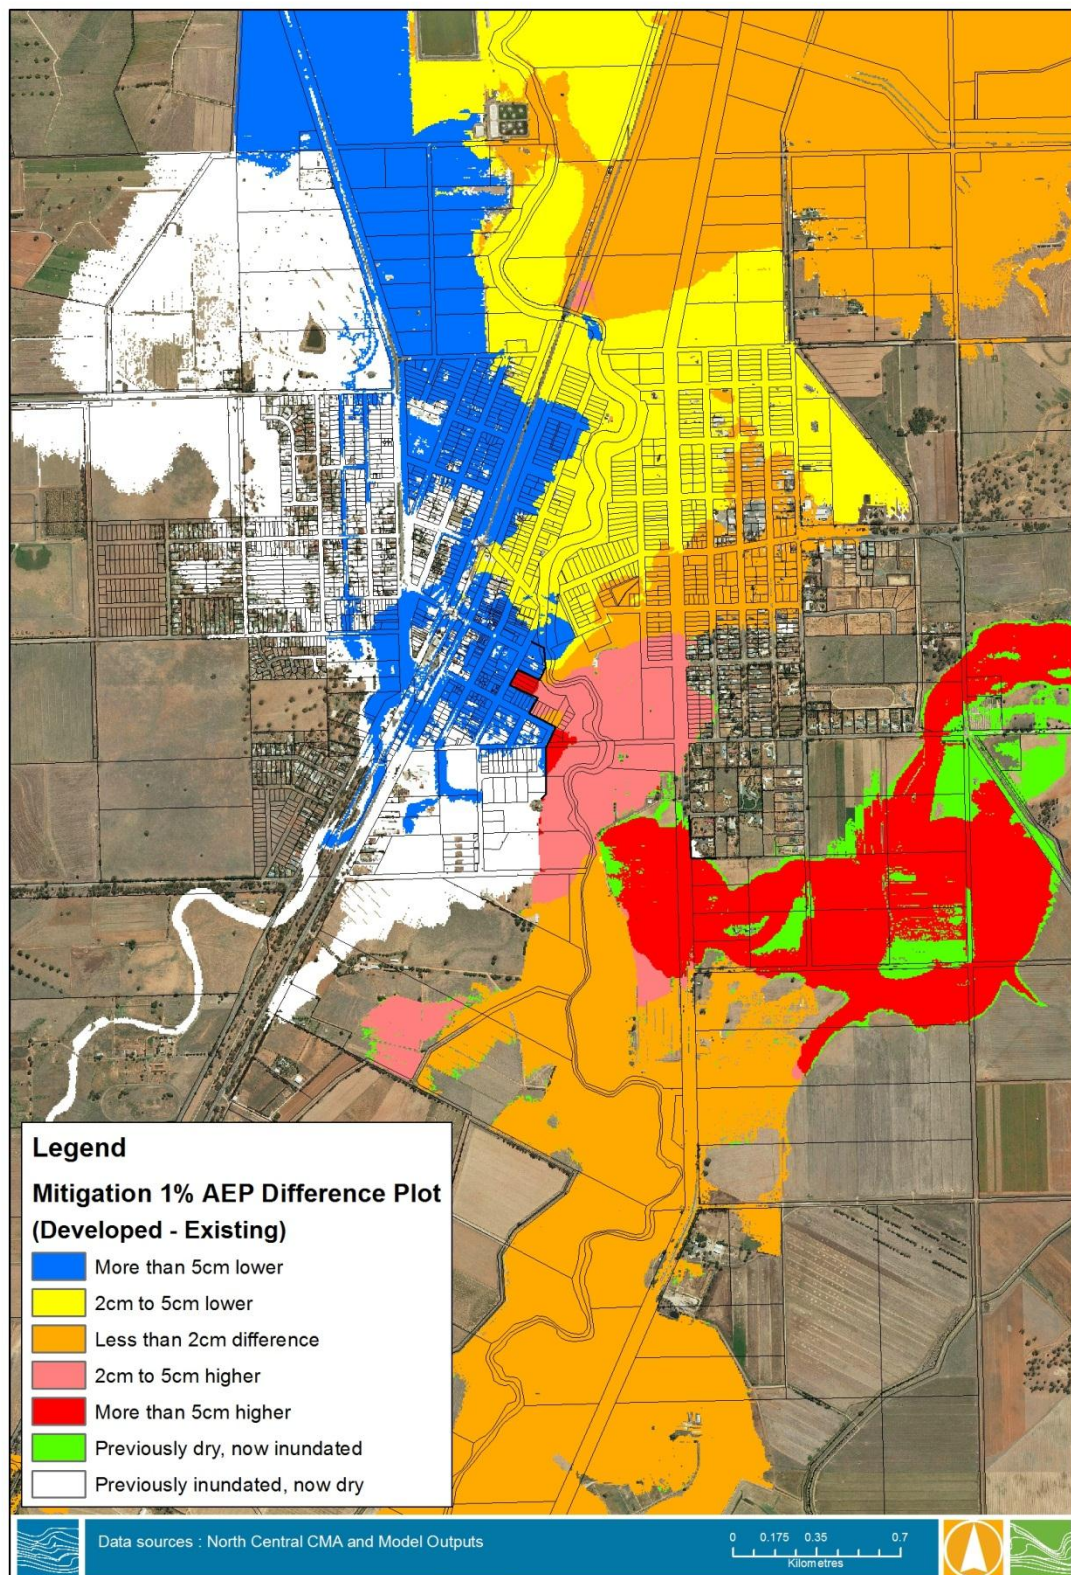 Legend
Mitigation 1% AEP Difference Plot
(Developed - Existing)
More than 5cm lower
2cm to 5cm lower
Less than 2cm difference
2cm to 5cm higher
More than 5cm higher
Previously dry, now inundated
Previously inundated, now dry
Data sources : North Central CMA and Model Outputs
0 0.175 0.35 0.7
Kilometres